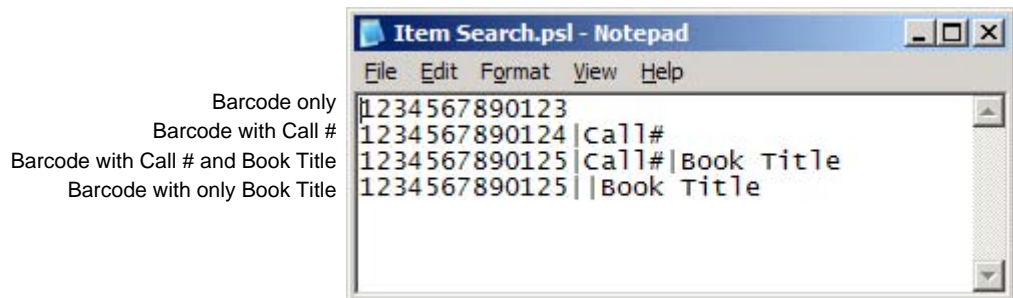 Item Search.psl - Notepad
File Edit Format View Help
Barcode only 1234567890123
Barcode with Call # 1234567890124|Call#
Barcode with Call # and Book Title 1234567890125|Call#|Book Title
Barcode with only Book Title 1234567890125||Book Title